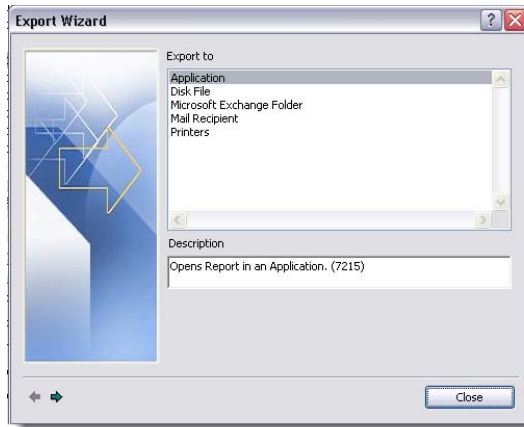 Export Wizard
Export to
Application
Disk File
Microsoft Exchange Folder
Mail Recipient
Printers
Description
Opens Report in an Application. (7215)
Close